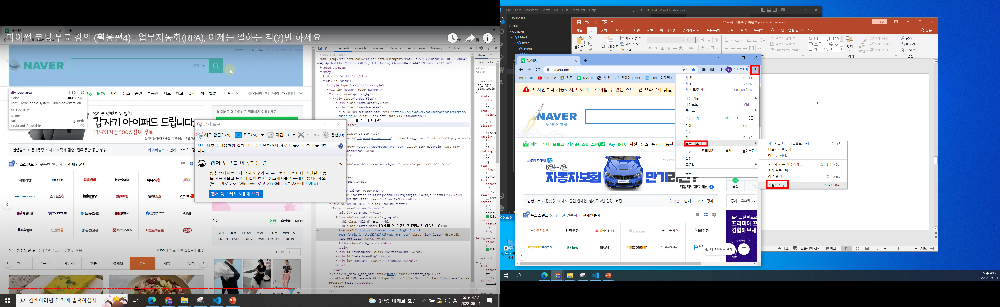 NAVER
파이썬 코딩 무료 강의 (활용편4) - 업무자동화(RPA), 이제는 일하는 척(?)만 하세요
Elements Console Sources Network Performance Memory Application
네이버를 시작페이지로
NAVER
Pay TV 사전 뉴스 증권 부동산 지도 영화 뮤직 책 웹툰 더보기 검색어 필터 설정이 필요합니다
div.logo_area 1130 × 160
Color #202020
Font 12px -apple-system, BlinkMacSystemFon...
ACCESSIBILITY
Name
Role generic
Keyboard-focusable
영어는 선택 아닌 필수!
갑자기 아이패드 드립니다.
11시까지만 100% 진짜 무료
네이버를 더 안전하고 편리하게 이용하세요
연합뉴스 > 문대통령 지지도 하락세 멈춤...민주·통합 동반 상승[...
네이버뉴스 · 연예 스포츠 경
뉴스스탠드 > 구독한 언론사 · 전체언론사
데일리안 YTN 이데일리 NewDaily 미디어오늘 jtbc
스타뉴스 industry 일간스포츠 news1
국방일보 WIKITREE 노동법률 YONHAP NEWS AGENCY
초이스경제 디자인정글 농민신문 TV CHOSUN 이코노미스트
오늘 읽을만한 글 주제별로 분류된 다양한 글 모음 2,155 개의 글 관심주제 설정
엔터 스포츠 자동차 웹툰 경제M 푸드 게임 영화
쇼핑 상품 쇼핑몰 MEN
G마켓 · 옥션 · 11번가 · 위메프 · 티몬 · 이마트몰
올리브영 · GS샵 · 롯데i몰 · CJmall · 신세계몰 · 롯데ON
1 / 19
캡처 도구
새로 만들기(N) 모드(M) 지연(D) 취소(C) 옵션(O)
모드 단추를 사용하여 캡처 모드를 선택하거나 새로 만들기 단추를 클릭합
니다.
캡처 도구를 이동하는 중...
향후 업데이트에서 캡처 도구가 새 홈으로 이동됩니다. 개선된 기능
을 사용해보고 원래와 같이 캡처 및 스케치를 사용해서 캡처하세요
(또는 바로 가기 Windows 로고 키+Shift+S를 사용해 보세요).
캡처 및 스케치 사용해 보기
<!DOCTYPE html>
<html lang="ko" data-dark="false" data-useragent="Mozilla/5.0 (Windows NT 10.0; Win64;
x64) AppleWebKit/537.36 (KHTML, like Gecko) Chrome/84.0.4147.89 Safari/537.36">
<head>…</head>
<body>
<div id="u_skip">…</div>
<div id="wrap">
<style type="text/css">…</style>
<div id="header" role="banner">
<div class="special_bg">
<div class="group_flex">
<div class="logo_area">…</div>
<div class="service_area">
<a id="NM_set_home_btn" href="https://help.naver.com/support/welcomePage/
guide.help" class="link_set" data-clk="top.mkhome">
네이버를 시작페이지로"
:after
class="sa_bar"></i>
href="https://jr.naver.com" class="link_jrnaver" data-clk="top.jrnaver">
href="https://happybean.naver.com" class="link_happybin" data-clk=
happybean">…</a>
id="search" class="search_area" data-clk-prefix="sch">…</div>
gnb">…</div>
ontainer" role="main">
"position:relative;width:1130px;margin:0 auto;z-index:11">…</div>
"NM_INT_LEFT" class="column_left">…</div>
<div id="NM_INT_RIGHT" class="column_right">
<div class="column_fix_wrap">
<div id="da_brand"></div>
<div id="account" class="sc_login">
<h2 class="blind">로그인</h2>
<p class="login_msg">네이버를 더 안전하고 편리하게 이용하세요</p>
<a href="https://nid.naver.com/nidlogin.login?
mode=form&url=https%3A%2F%2Fwww.naver.com" class="link_login" data-clk=
"log_off.login">…</a> == $0
<div class="sub_area">…</div>
</div>
<div id="timesquare" class="sc_timesquare">…</div>
<div id="veta_branding">…</div>
<div id="shopcast" class="sc_shopcast">…</div>
</div>
</div>
<a id="NM_scroll_top_btn" href="#wrap" class="content_top">…</a>
<button id="NM_darkmode_btn" type="button" role="button" class="btn_theme" aria-
pressed="false">…</button>
::after
</div>
Styles
:hov .cls
element.
style {
}
nmain.2…
.sc_login
.link_login
{
font-
size
:
13px;
font-
weight
:
700;
display
:
block;
margin-
top
:
11px;
padding
:
15px
0;
text-
align
:
center
text-
decora
:
none;
color:
#fff
border
:
1px
solid
border-
radius
:
2px;
background-
color
:
}
nmain.2…
a {
검색하려면 여기에 입력하십시
31°C 대체로 흐림
A
오후 4:17
2022-06-21
File Edit Selection View Go Run Terminal Help
1_1html.html - test - Visual Studio Code
EXPLORER
TEST
OUTLINE
html
head
meta
11차시_오류수정 미완료.pptx - PowerPoint
로그인
파일 홈 삽입 그리기 디자인 전환 애니메이션 슬라이드 쇼 녹음/녹화 검토 보기 도움말 어떤 작업을 원하시나요? 공유
붙여넣기 새 슬라이드 레이아웃 다시 설정 구역
텍스트 방향 텍스트 맞춤 SmartArt로 변환
정렬 빠른 스타일 도형 채우기 도형 윤곽선 도형 효과
찾기 바꾸기 선택
그리기 편집
NAVER
naver.com
일시중지됨
Gmail YouTube 지도 NAVER 새 탭 온에어 | iMBC LIVE | 디지털 KBS
디자인부터 기능까지, 나에게 최적화할 수 있는 스마트한 브라우저 웨일로
NAVER
누리호 2차 발사!
메일 카페 블로그 지식iN 쇼핑 쇼핑LIVE Pay TV 사전 뉴스 증권 부동산
삼성화재 다이렉트 착
6월~7월
자동차보험 만기라면?
자동차보험료 계산
연합뉴스 > 전셋값 5%내로 올린 임대인, 실거주 2년 인정...버팀...
뉴스홈 · 연예 스포츠 경제
뉴스스탠드 > 구독한 언론사 · 전체언론사
문화일보 경향신문 MTO 머니투데이 JIJI.COM 아시아경제 서울신문
sportalkorea Forbes 매경ECONOMY Digital Today
다크 모드로 보기
새 탭 Ctrl+T
새 창 Ctrl+N
새 시크릿 창 Ctrl+Shift+N
방문 기록
다운로드 Ctrl+J
북마크
글꼴 크기 - 100% +
인쇄 Ctrl+P
전송...
찾기... Ctrl+F
도구 더보기
수정 잘라내기 복사 붙여넣기
설정
도움말
종료
페이지를 다른 이름으로 저장... Ctrl+S
바로가기 만들기...
창 이름 지정...
인터넷 사용 기록 삭제... Ctrl+Shift+Del
확장 프로그램
작업 관리자 Shift+Esc
개발자 도구 Ctrl+Shift+I
11
알림 구독
증시 코스닥 778
드래그 한 번으로
프리미어 프
경험해보세
구매하기
Adobe
메모 디스플레이 설정 메모
84%
오후 4:17
2022-06-21